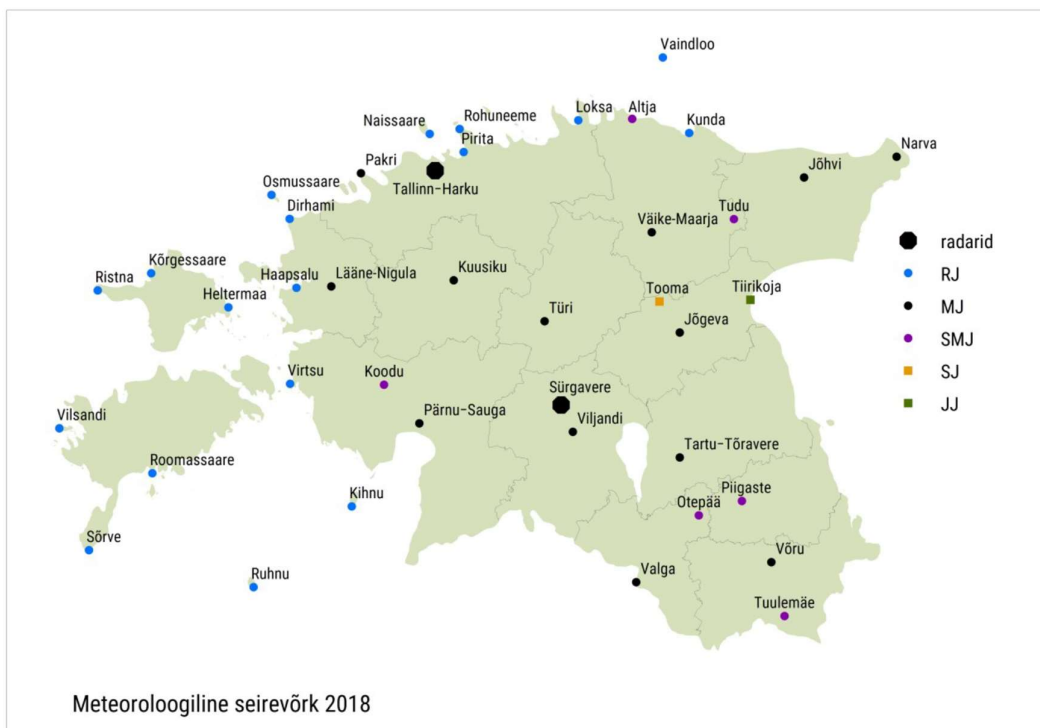 Vaindloo
Loksa
Altja
Rohuneeme
Naissaare
Kunda
Pirita
Narva
Pakri
Jõhvi
Tallinn-Harku
Osmussaare
Dirhami
Tudu
Väike-Maarja
radarid
Kõrgessaare
Ristna
Haapsalu
Lääne-Nigula
Kuusiku
RJ
Heltermaa
Tooma
Tiirikoja
MJ
Türi
Jõgeva
SMJ
Virtsu
Koodu
SJ
Sürgavere
JJ
Vilsandi
Pärnu-Sauga
Viljandi
Roomassaare
Tartu-Tõravere
Kihnu
Piigaste
Otepää
Sõrve
Võru
Ruhnu
Valga
Tuulemäe
Meteoroloogiline seirevõrk 2018